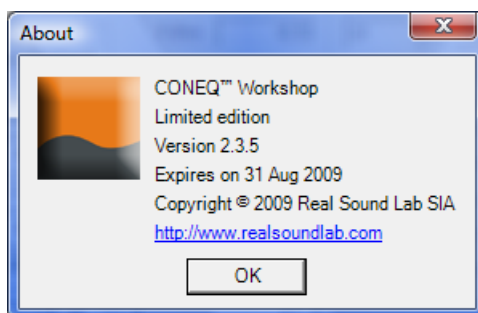 About
CONEQ™ Workshop
Limited edition
Version 2.3.5
Expires on 31 Aug 2009
Copyright © 2009 Real Sound Lab SIA
http://www.realsoundlab.com
OK